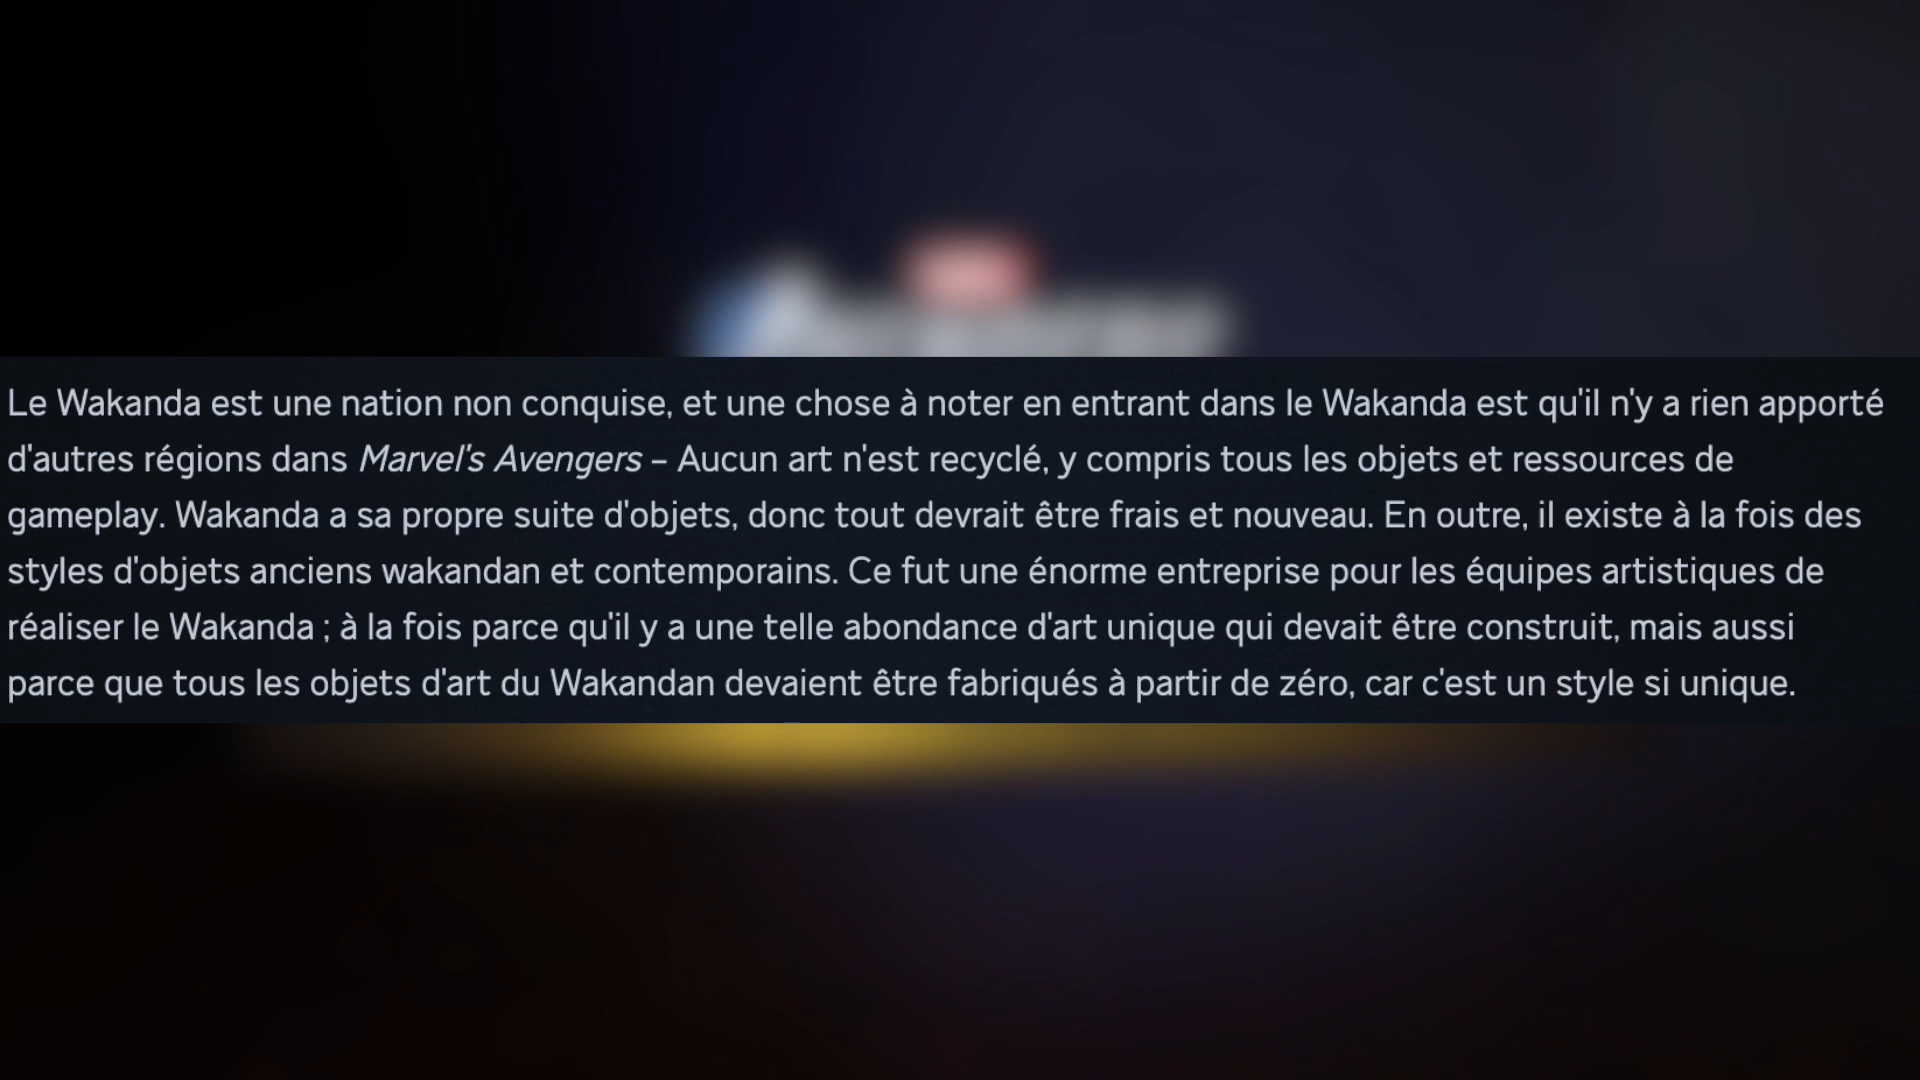 Le Wakanda est une nation non conquise, et une chose à noter en entrant dans le Wakanda est qu'il n'y a rien apporté
d'autres régions dans Marvel's Avengers – Aucun art n'est recyclé, y compris tous les objets et ressources de
gameplay. Wakanda a sa propre suite d'objets, donc tout devrait être frais et nouveau. En outre, il existe à la fois des
styles d'objets anciens wakandan et contemporains. Ce fut une énorme entreprise pour les équipes artistiques de
réaliser le Wakanda ; à la fois parce qu'il y a une telle abondance d'art unique qui devait être construit, mais aussi
parce que tous les objets d'art du Wakandan devaient être fabriqués à partir de zéro, car c'est un style si unique.